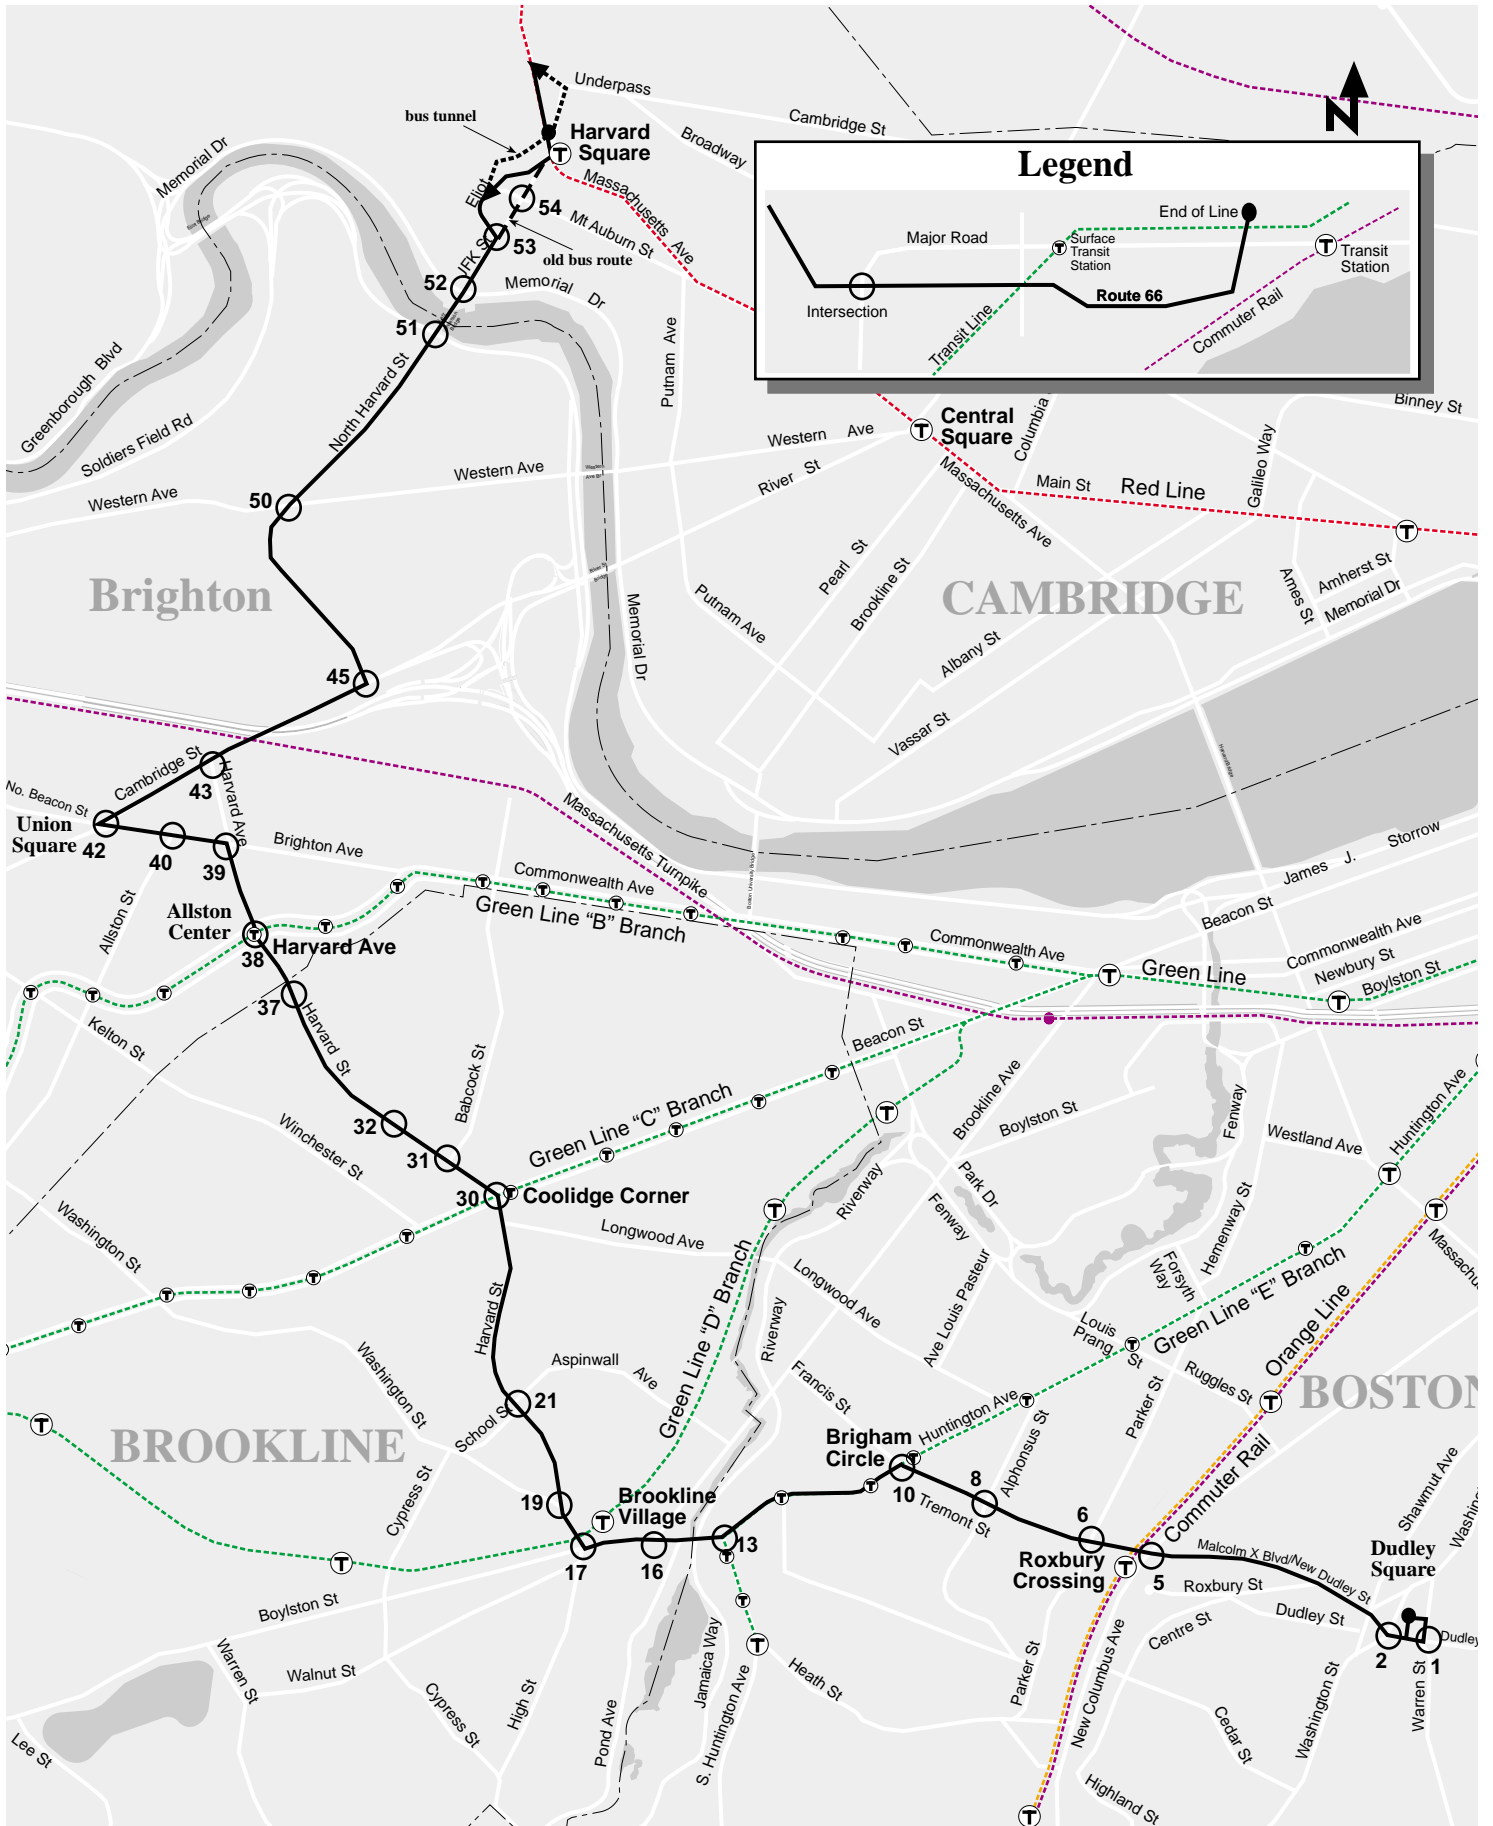 Underpass
bus tunnel
Cambridge St
Broadway
Harvard
Square
Memorial Dr
Eliot
54
Massachusetts Ave
Mt Auburn St
53
old bus route
JFK St
52
Memorial Dr
51
N
Legend
End of Line
Major Road
Surface
Transit
Station
Transit
Station
Route 66
Intersection
Transit Line
Commuter Rail
Greenborough Blvd
Soldiers Field Rd
North Harvard St
Putnam Ave
Central
Square
Columbia
Binney St
Western Ave
Western Ave
Western Ave
River St
50
Massachusetts Ave
Main St
Red Line
Galileo Way
Brighton
CAMBRIDGE
Pearl St
Brookline St
Putnam Ave
Memorial Dr
Ames St
Amherst St
Memorial Dr
Albany St
Vassar St
45
Cambridge St
No. Beacon St
43
Harvard Ave
Union
Square
42
40
39
Brighton Ave
Massachusetts Turnpike
Harvard Bridge
Boston University Bridge
James J. Storrow
Allston St
Allston
Center
38
Harvard Ave
Commonwealth Ave
Green Line “B” Branch
Commonwealth Ave
Green Line
Beacon St
Commonwealth Ave
Newbury St
Boylston St
37
Kelton St
Harvard St
Babcock St
Beacon St
Brookline Ave
Boylston St
Fenway
Westland Ave
Huntington Ave
32
31
Winchester St
Green Line “C” Branch
30
Coolidge Corner
Washington St
Longwood Ave
Riverway
Park Dr
Fenway
Hemenway St
Forsyth
Way
Massachu
Harvard St
Green Line “D” Branch
Longwood Ave
Ave Louis Pasteur
Louis
Prang
St
Green Line “E” Branch
Orange Line
Riverway
Aspinwall
Ave
Washington St
Francis St
Ruggles St
BOSTON
21
School St
BROOKLINE
Huntington Ave
Parker St
Brigham
Circle
10
8
Alphonsus St
Tremont St
Cypress St
19
Brookline
Village
17
16
13
6
Commuter Rail
Shawmut Ave
Washing
Roxbury
Crossing
5
Malcolm X Blvd/New Dudley St
Roxbury St
Dudley
Square
Dudley St
Centre St
2
1
Dudley
Boylston St
Warren St
Walnut St
Cypress St
High St
Pond Ave
Jamaica Way
S. Huntington Ave
Heath St
Parker St
New Columbus Ave
Cedar St
Washington St
Warren St
Highland St
Lee St